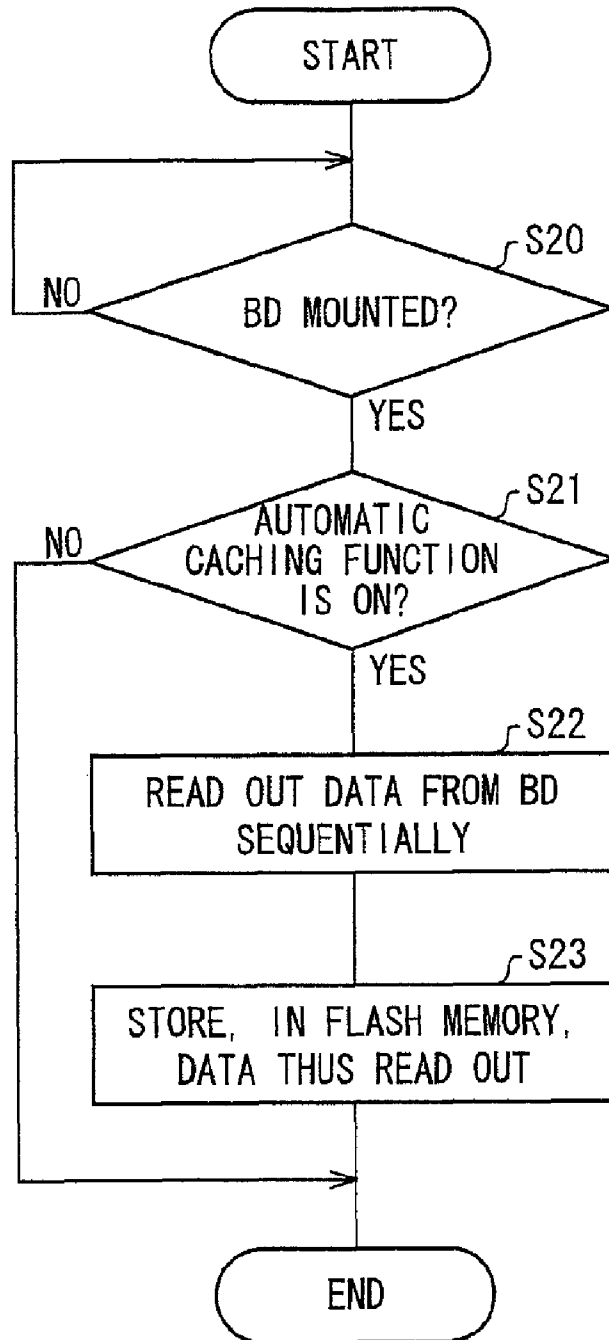 START
S20
NO
BD MOUNTED?
YES
S21
NO
AUTOMATIC
CACHING FUNCTION
IS ON?
YES
S22
READ OUT DATA FROM BD
SEQUENTIALLY
S23
STORE, IN FLASH MEMORY,
DATA THUS READ OUT
END